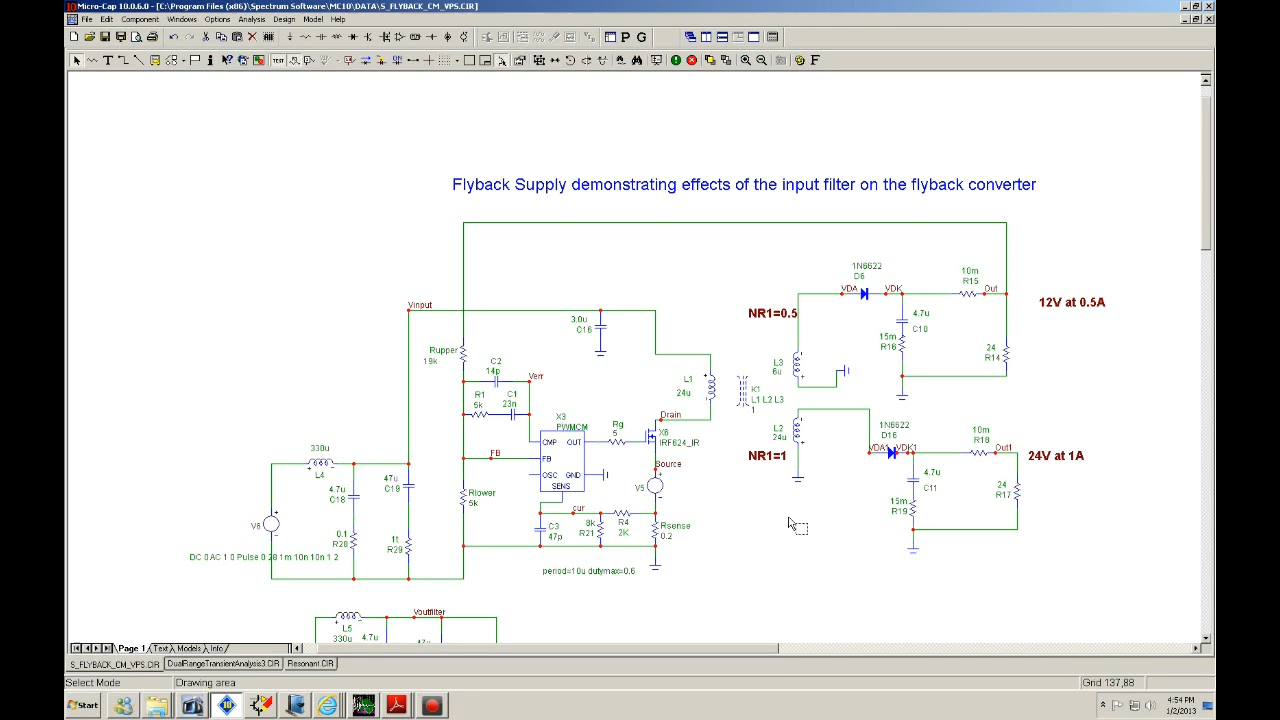 Micro-Cap 10.0.6.0 - [C:\Program Files (x86)\Spectrum Software\MC10\DATA\S_FLYBACK_CM_VPS.CIR]
File Edit Component Windows Options Analysis Design Model Help
TEXT
P G
F
Flyback Supply demonstrating effects of the input filter on the flyback converter
1N6622
D6
VDA
VDK
10m
R15
Out
12V at 0.5A
NR1=0.5
4.7u
C10
15m
R16
24
R14
Vinput
3.0u
C16
Rupper
19k
C2
14p
Verr
R1
5k
C1
23n
L1
24u
K1
L1 L2 L3
1
L3
6u
L2
24u
NR1=1
Drain
X3
PWMCM
Rg
5
X6
IRF624_IR
CMP OUT
FB
OSC GND
SENS
FB
Source
V5
1N6622
D16
VDA1
VDK1
10m
R18
Out1
24V at 1A
4.7u
C11
15m
R19
24
R17
330u
L4
4.7u
C18
47u
C19
Rlower
5k
V6
0.1
R28
1t
R29
cur
C3
47p
8k
R21
R4
2K
Rsense
0.2
DC 0 AC 1 0 Pulse 0 28 1m 10n 10n 1 2
period=10u dutymax=0.6
Voutfilter
L5
330u
4.7u
47u
Page 1 Text Models Info
S_FLYBACK_CM_VPS.CIR DualRangeTransientAnalysis3.CIR Resonant.CIR
Select Mode Drawing area Grid 137,88
Start
4:54 PM
1/2/2013